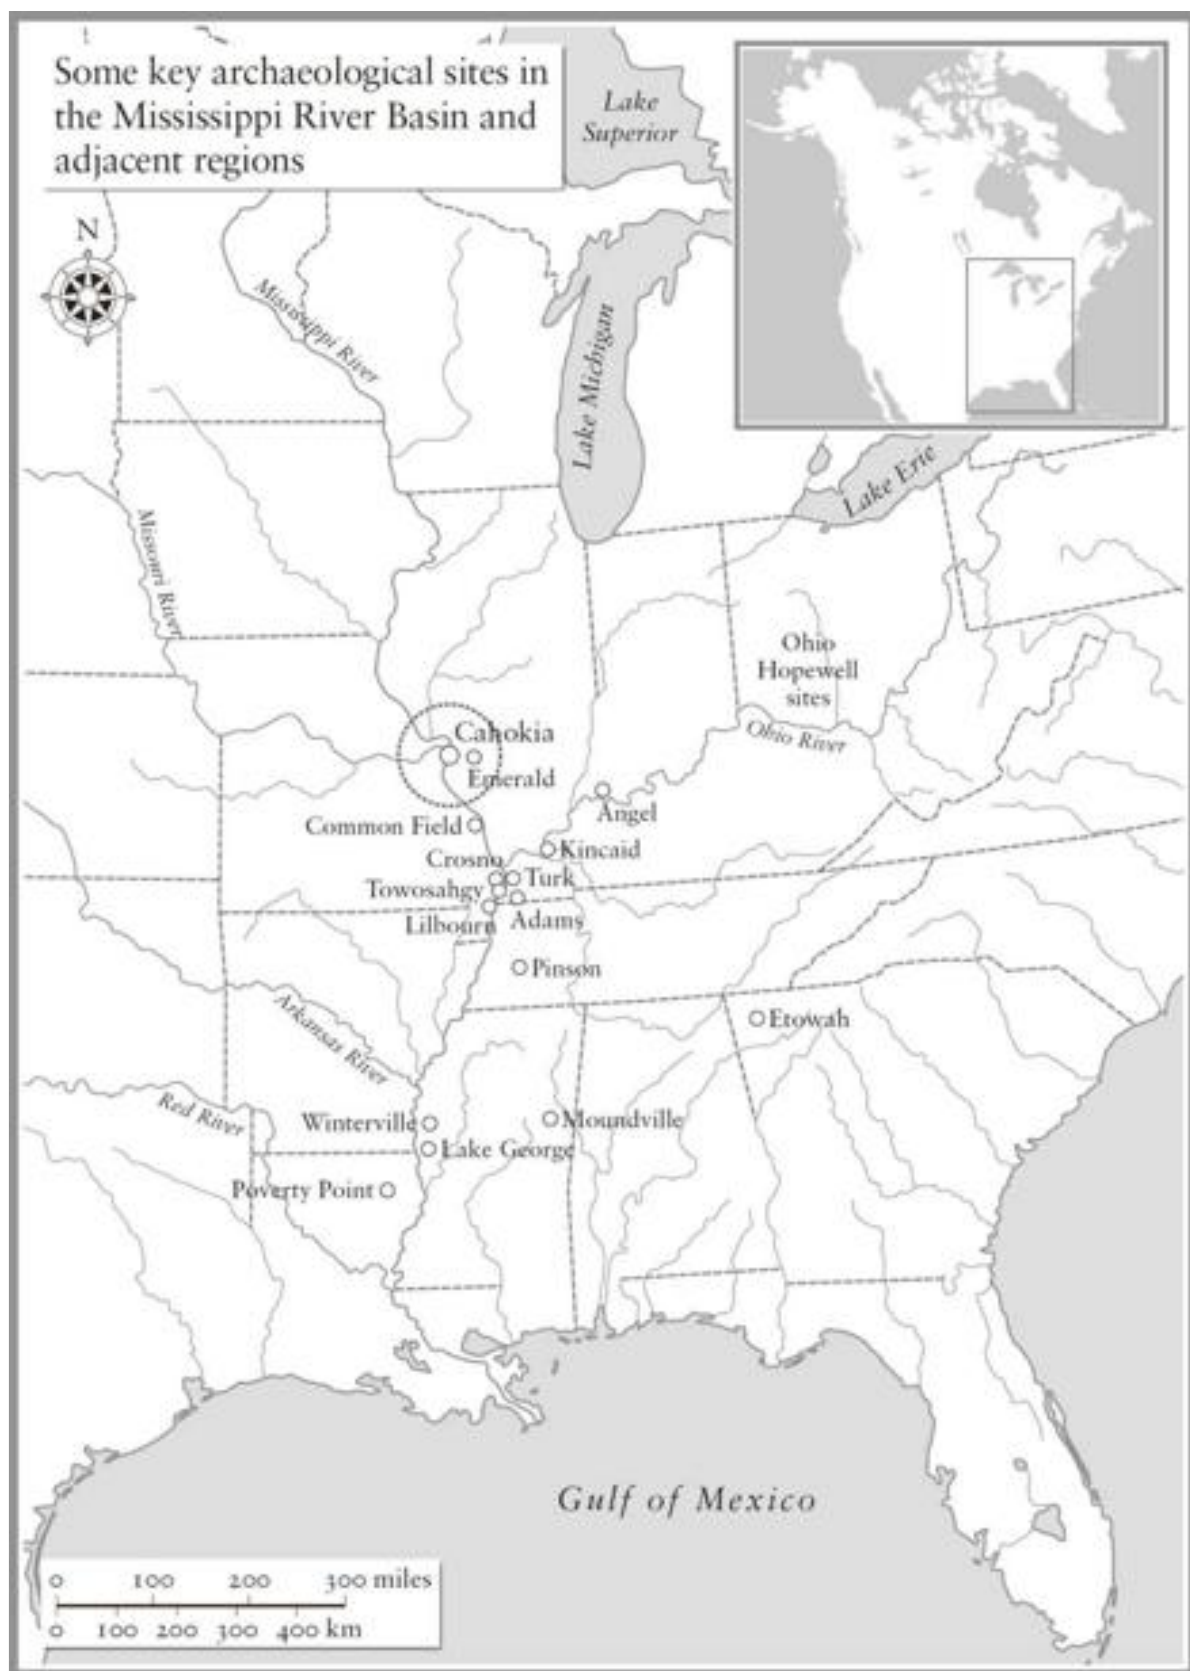 Some key archaeological sites in
the Mississippi River Basin and
adjacent regions
Lake
Superior
N
Mississippi River
Lake Michigan
Lake Erie
Missouri River
Ohio
Hopewell
sites
Ohio River
Cahokia
Emerald
Angel
Common Field
Kincaid
Crosno
Turk
Towosahgy
Lilbourn
Adams
Pinson
Etowah
Arkansas River
Red River
Winterville
Moundville
Lake George
Poverty Point
Gulf of Mexico
0 100 200 300 miles
0 100 200 300 400 km